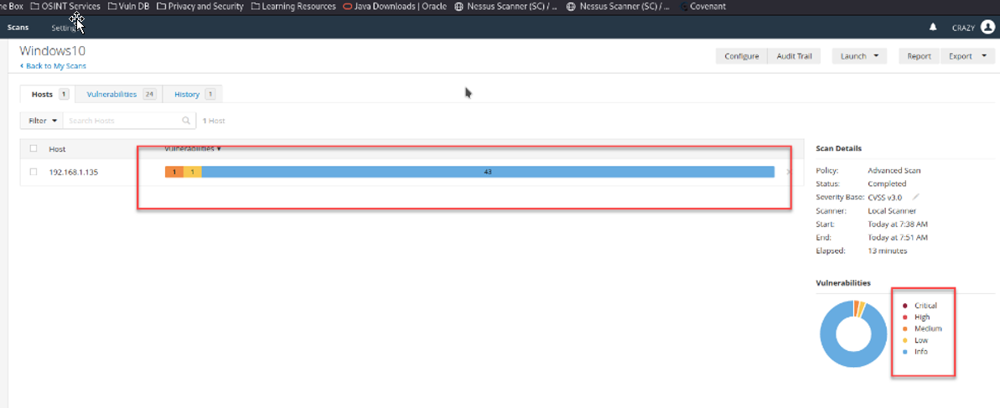 ne Box OSINT Services Vuln DB Privacy and Security Learning Resources Java Downloads | Oracle Nessus Scanner (SC) / ... Nessus Scanner (SC) / ... Covenant
Scans Settings CRAZY
Windows10
Back to My Scans
Configure Audit Trail Launch Report Export
Hosts 1 Vulnerabilities 24 History 1
Filter Search Hosts 1 Host
Host Vulnerabilities
192.168.1.135 1 1 43
Scan Details
Policy: Advanced Scan
Status: Completed
Severity Base: CVSS v3.0
Scanner: Local Scanner
Start: Today at 7:38 AM
End: Today at 7:51 AM
Elapsed: 13 minutes
Vulnerabilities
Critical
High
Medium
Low
Info